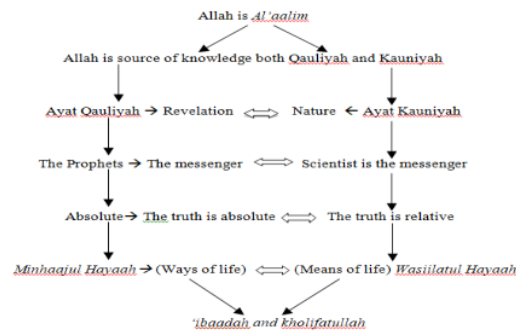 Allah is Al'aalim
Allah is source of knowledge both Qauliyah and Kauniyah
Ayat Qauliyah → Revelation ⇔ Nature ← Ayat Kauniyah
The Prophets → The messenger ⇔ Scientist is the messenger
Absolute → The truth is absolute ⇔ The truth is relative
Minhaajul Hayaah → (Ways of life) ⇔ (Means of life) Wasiilatul Hayaah
'ibaadah and kholifatullah